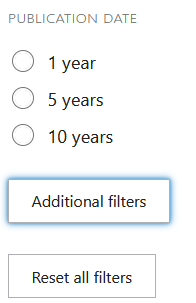 PUBLICATION DATE
1 year
5 years
10 years
Additional filters
Reset all filters